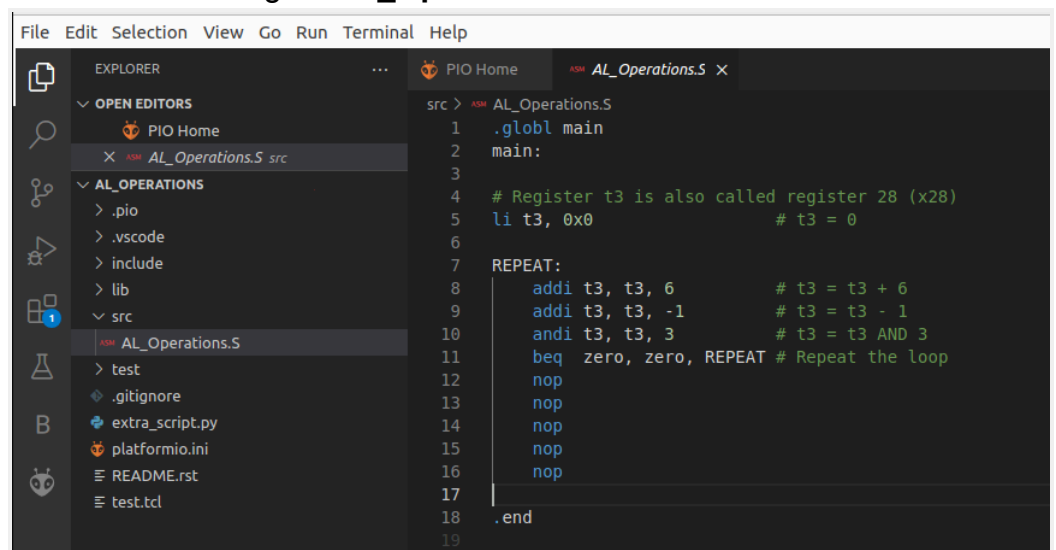 File Edit Selection View Go Run Terminal Help
EXPLORER ...
OPEN EDITORS
PIO Home
AL_Operations.S src
AL_OPERATIONS
> .pio
> .vscode
> include
> lib
src
ASM AL_Operations.S
> test
.gitignore
extra_script.py
platformio.ini
README.rst
test.tcl
1
B
PIO Home
ASM AL_Operations.S
src > ASM AL_Operations.S
1 .globl main
2 main:
3
4 # Register t3 is also called register 28 (x28)
5 li t3, 0x0 # t3 = 0
6
7 REPEAT:
8 addi t3, t3, 6 # t3 = t3 + 6
9 addi t3, t3, -1 # t3 = t3 - 1
10 andi t3, t3, 3 # t3 = t3 AND 3
11 beq zero, zero, REPEAT # Repeat the loop
12 nop
13 nop
14 nop
15 nop
16 nop
17
18 .end
19